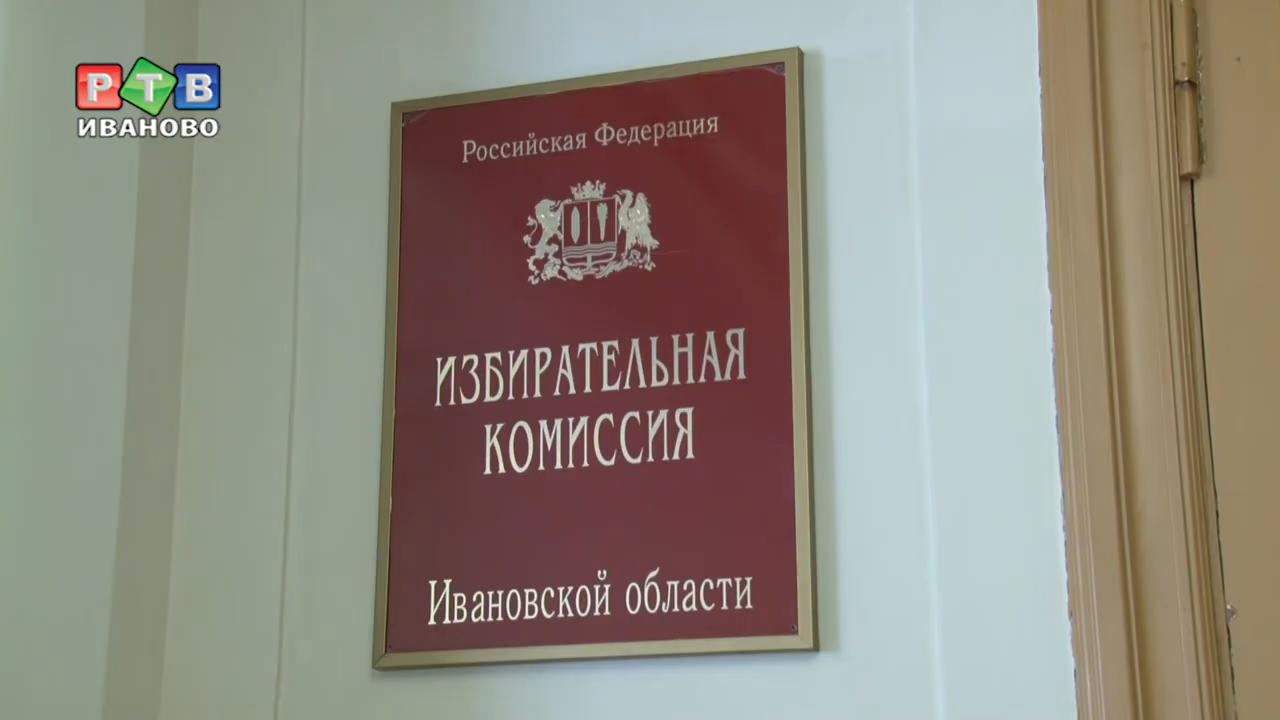 РТВ
ИВАНОВО
Российская Федерация
ИЗБИРАТЕЛЬНАЯ
КОМИССИЯ
Ивановской области